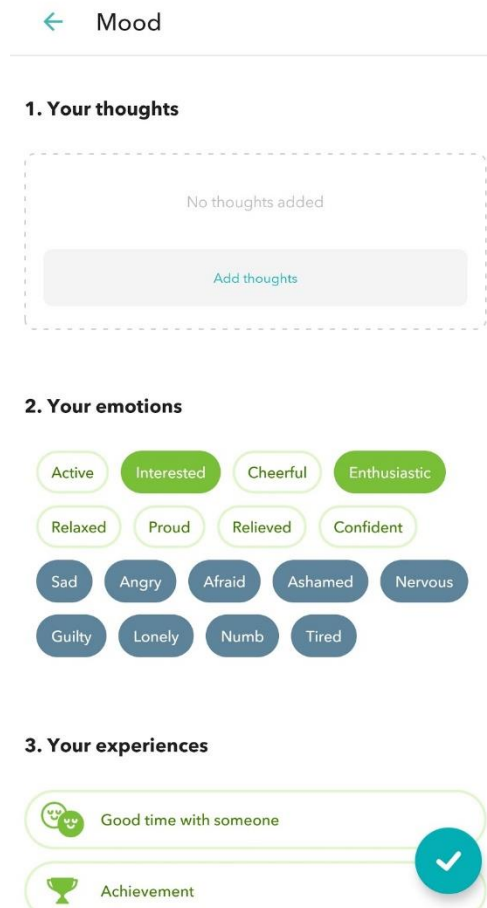 Mood
1. Your thoughts
No thoughts added
Add thoughts
2. Your emotions
Active Interested Cheerful Enthusiastic
Relaxed Proud Relieved Confident
Sad Angry Afraid Ashamed Nervous
Guilty Lonely Numb Tired
3. Your experiences
Good time with someone
Achievement